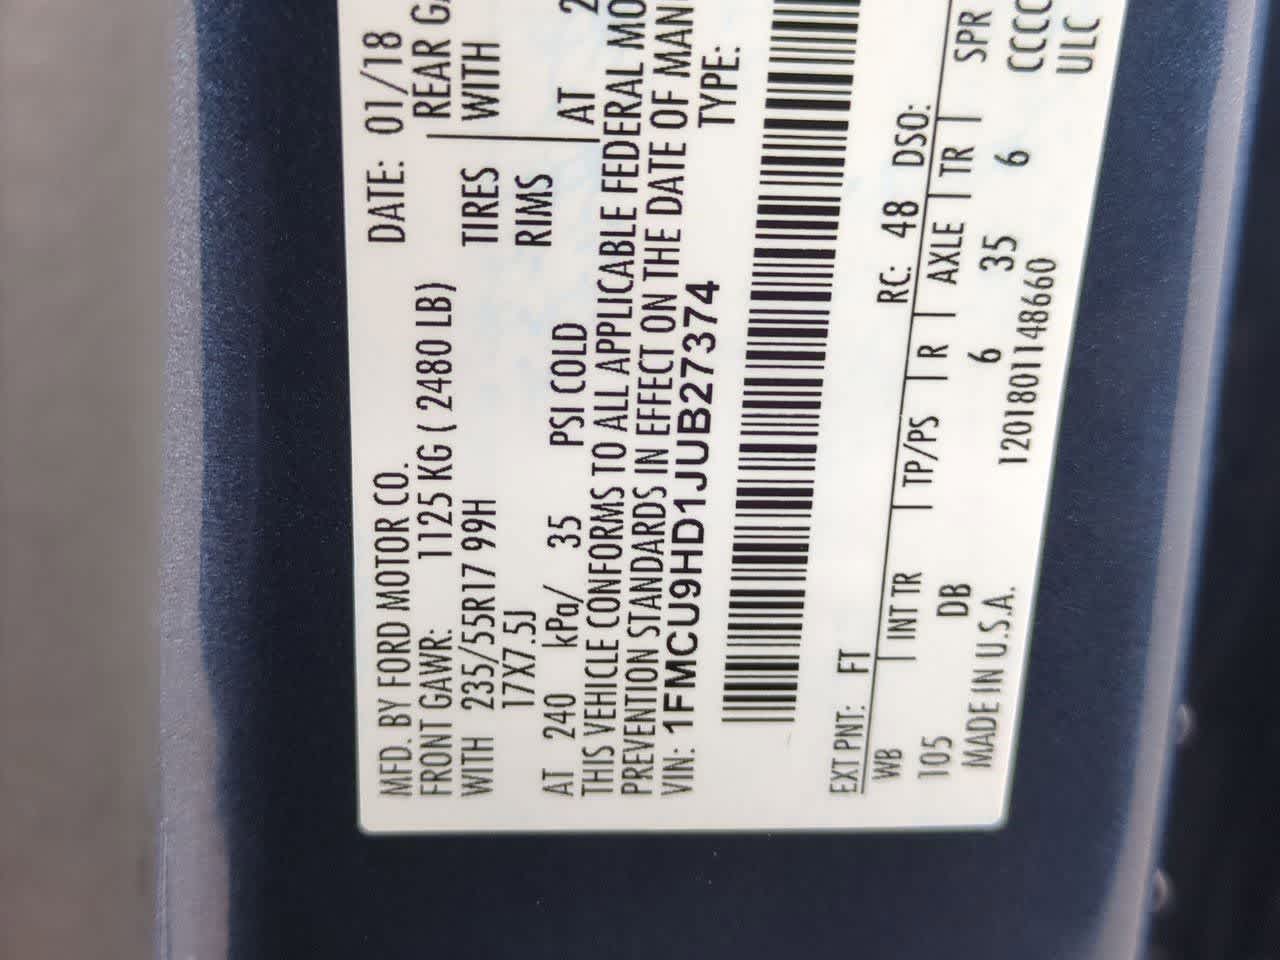 MFD. BY FORD MOTOR CO. DATE: 01/18
FRONT GAWR: 1125 KG ( 2480 LB) REAR
WITH 235/55R17 99H TIRES WITH
17X7.5J RIMS
AT 240 kPa/ 35 PSI COLD AT
THIS VEHICLE CONFORMS TO ALL APPLICABLE FEDERAL
PREVENTION STANDARDS IN EFFECT ON THE DATE OF
VIN: 1FMCU9HD1JUB27374 TYPE:
EXT PNT: FT RC: 48 DSO:
WB INT TR TP/PS R AXLE TR SPR
105 DB 6 35 6 CCCC
MADE IN U.S.A. 1201801148660 ULC